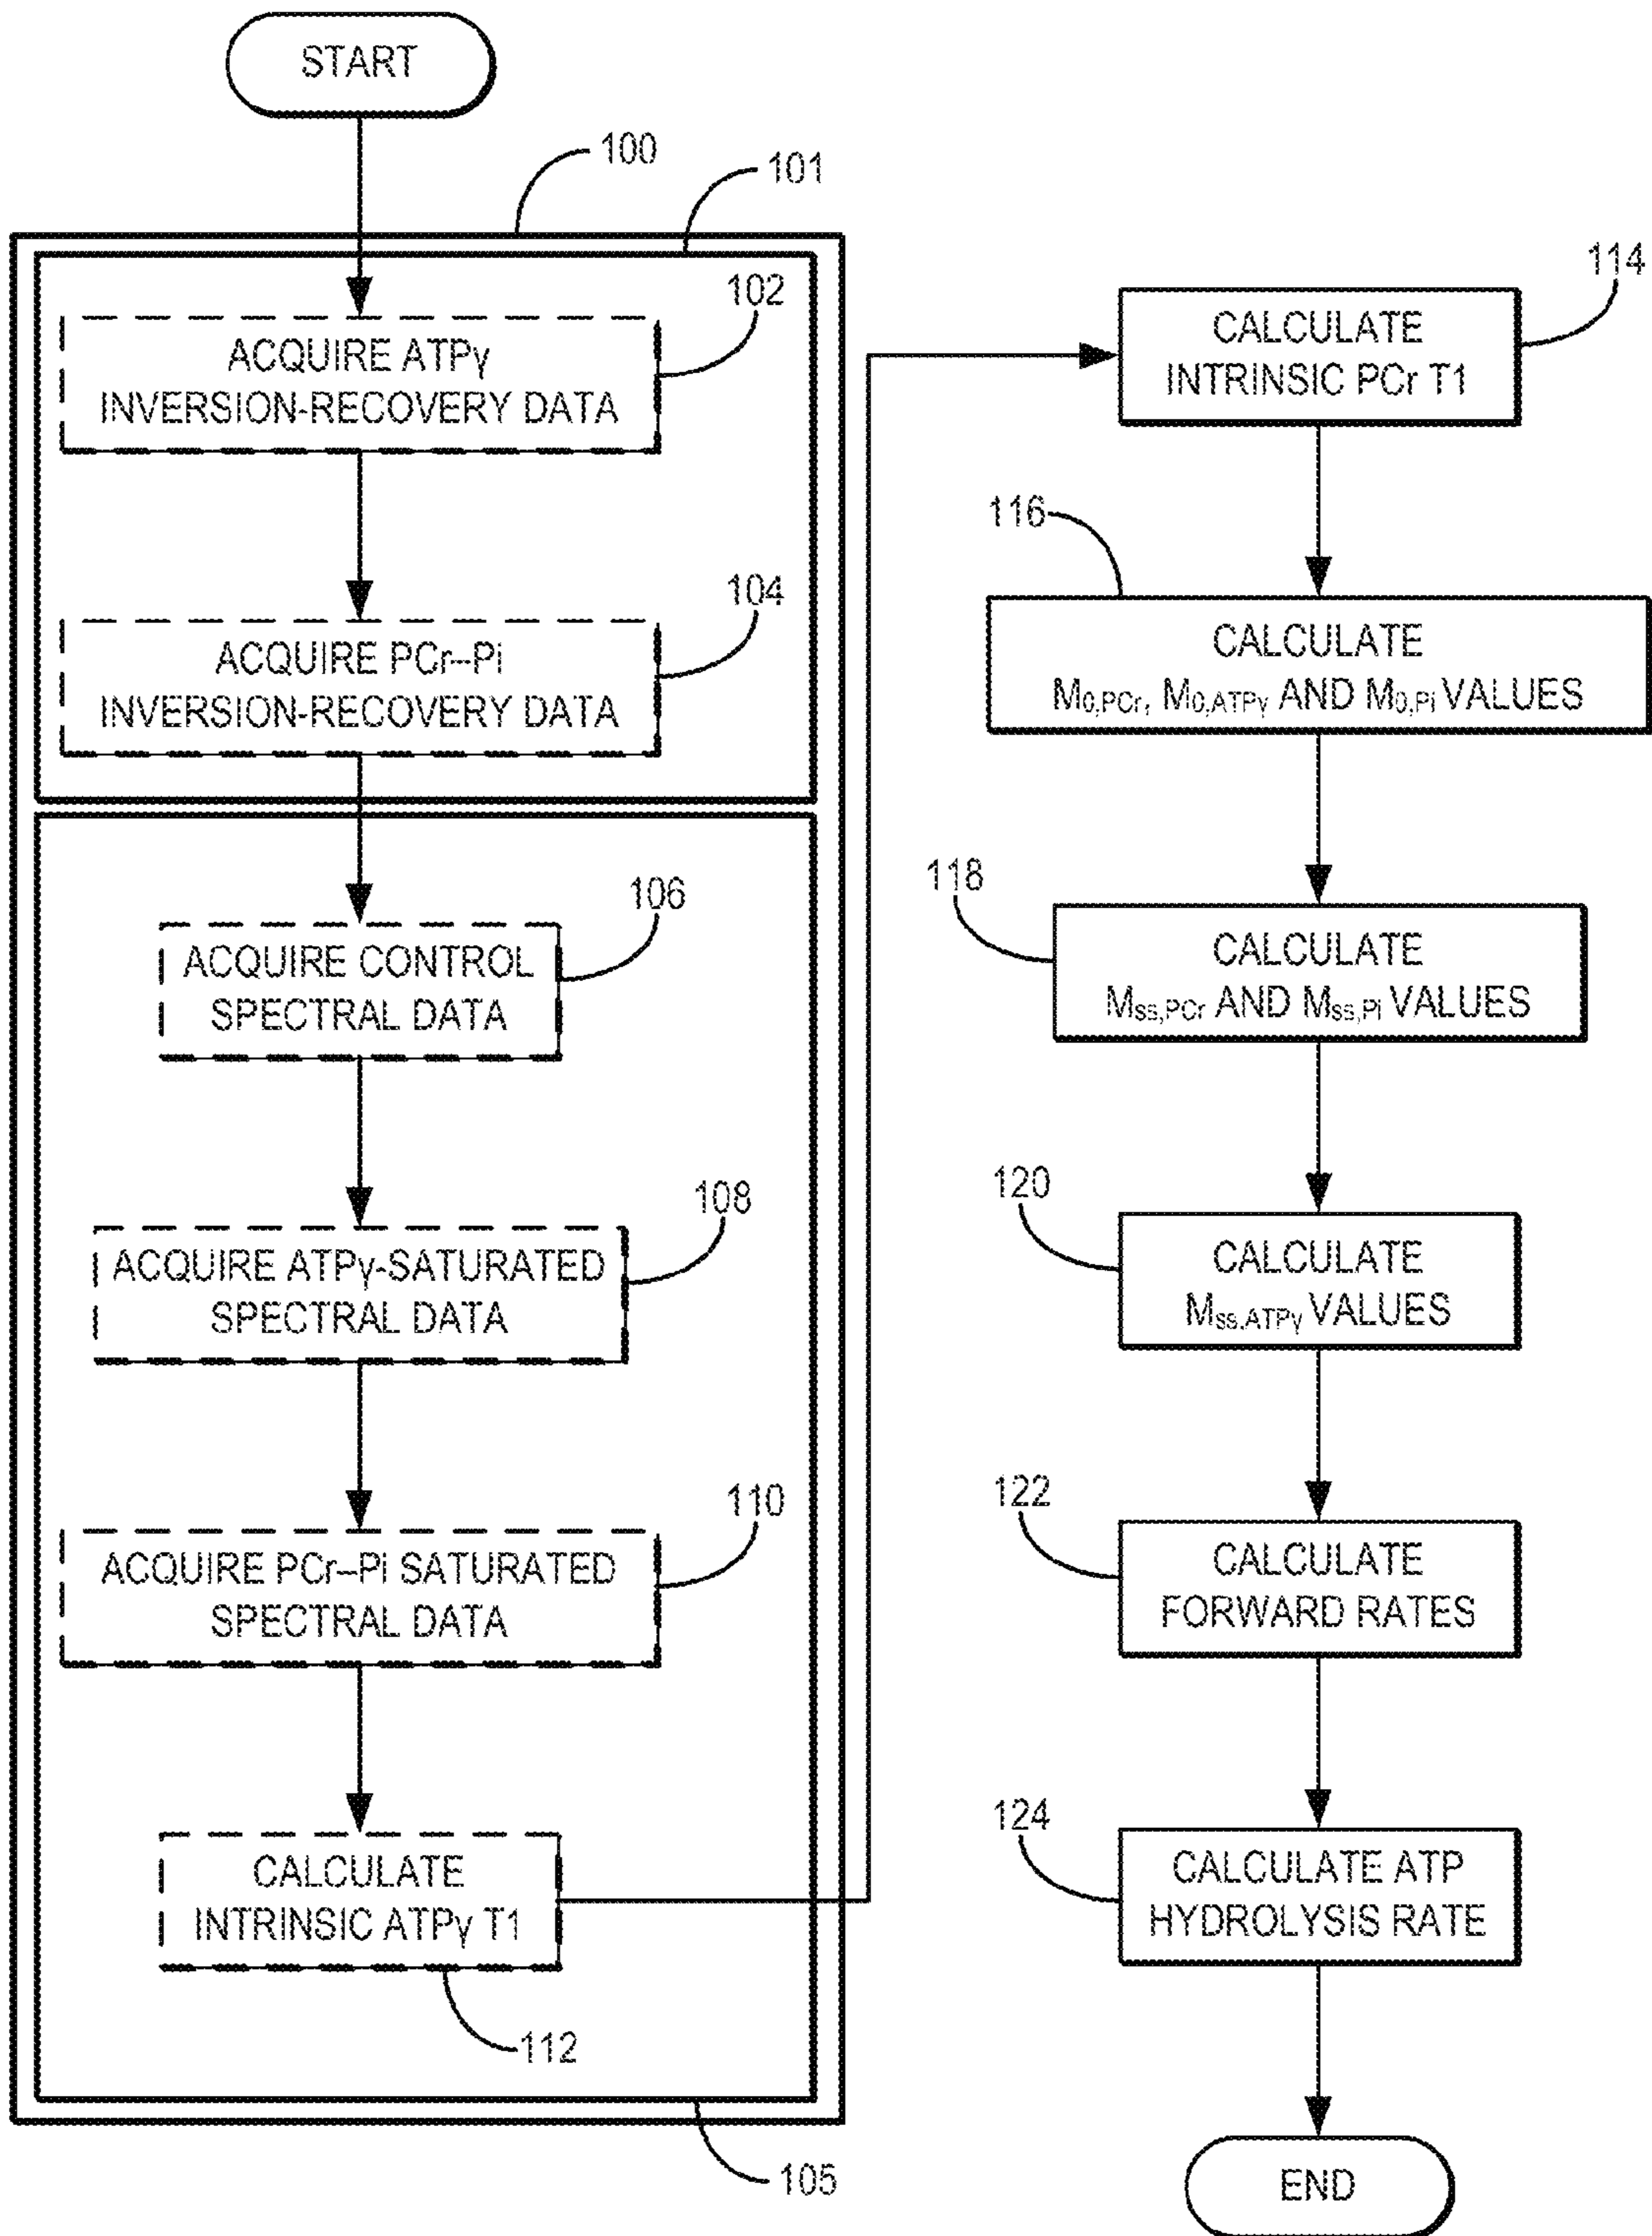 START
100
101
102
ACQUIRE ATPγ
INVERSION-RECOVERY DATA
104
ACQUIRE PCr–Pi
INVERSION-RECOVERY DATA
106
ACQUIRE CONTROL
SPECTRAL DATA
108
ACQUIRE ATPγ-SATURATED
SPECTRAL DATA
110
ACQUIRE PCr–Pi SATURATED
SPECTRAL DATA
CALCULATE
INTRINSIC ATPγ T1
112
105
114
CALCULATE
INTRINSIC PCr T1
116
CALCULATE
M0,PCr, M0,ATPγ AND M0,Pi VALUES
118
CALCULATE
Mss,PCr AND Mss,Pi VALUES
120
CALCULATE
Mss,ATPγ VALUES
122
CALCULATE
FORWARD RATES
124
CALCULATE ATP
HYDROLYSIS RATE
END